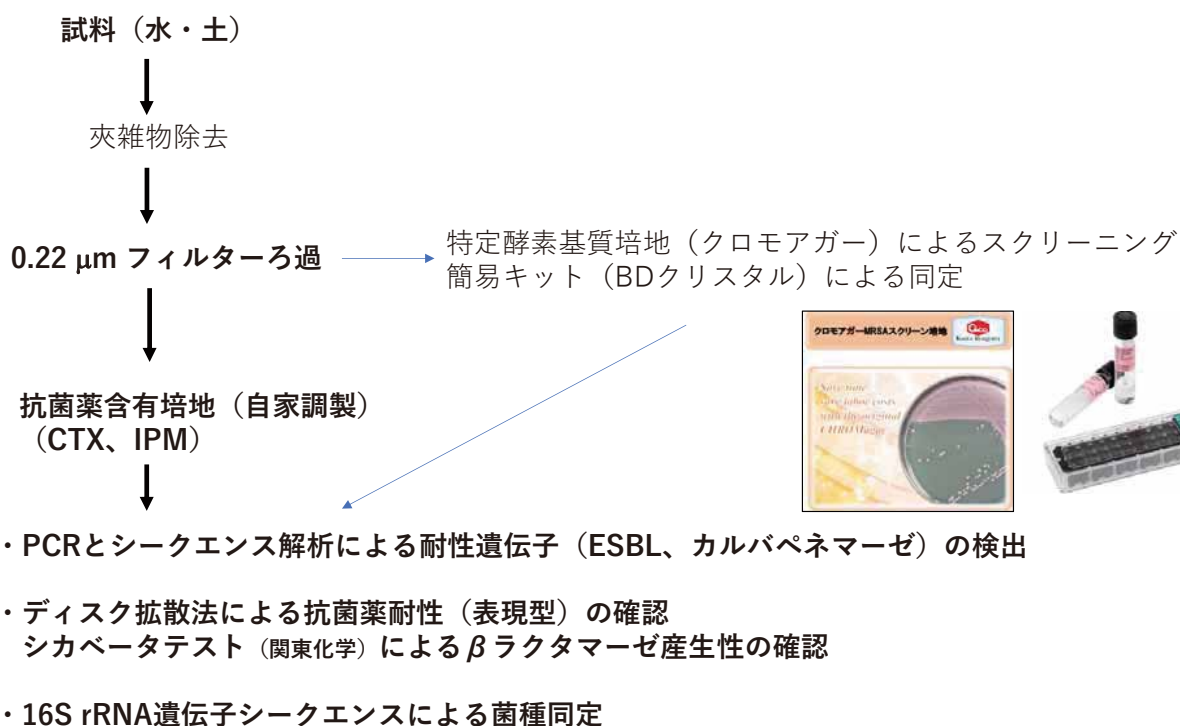 試料（水・土）
夾雑物除去
0.22 μm フィルターろ過
特定酵素基質培地（クロモアガー）によるスクリーニング
簡易キット（BDクリスタル）による同定
クロモアガーMRSAスクリーン培地
Save time
save labor costs
with the original
CHROMagar
抗菌薬含有培地（自家調製）
（CTX、IPM）
・PCRとシークエンス解析による耐性遺伝子（ESBL、カルバペネマーゼ）の検出
・ディスク拡散法による抗菌薬耐性（表現型）の確認
シカベータテスト（関東化学）によるβラクタマーゼ産生性の確認
・16S rRNA遺伝子シークエンスによる菌種同定